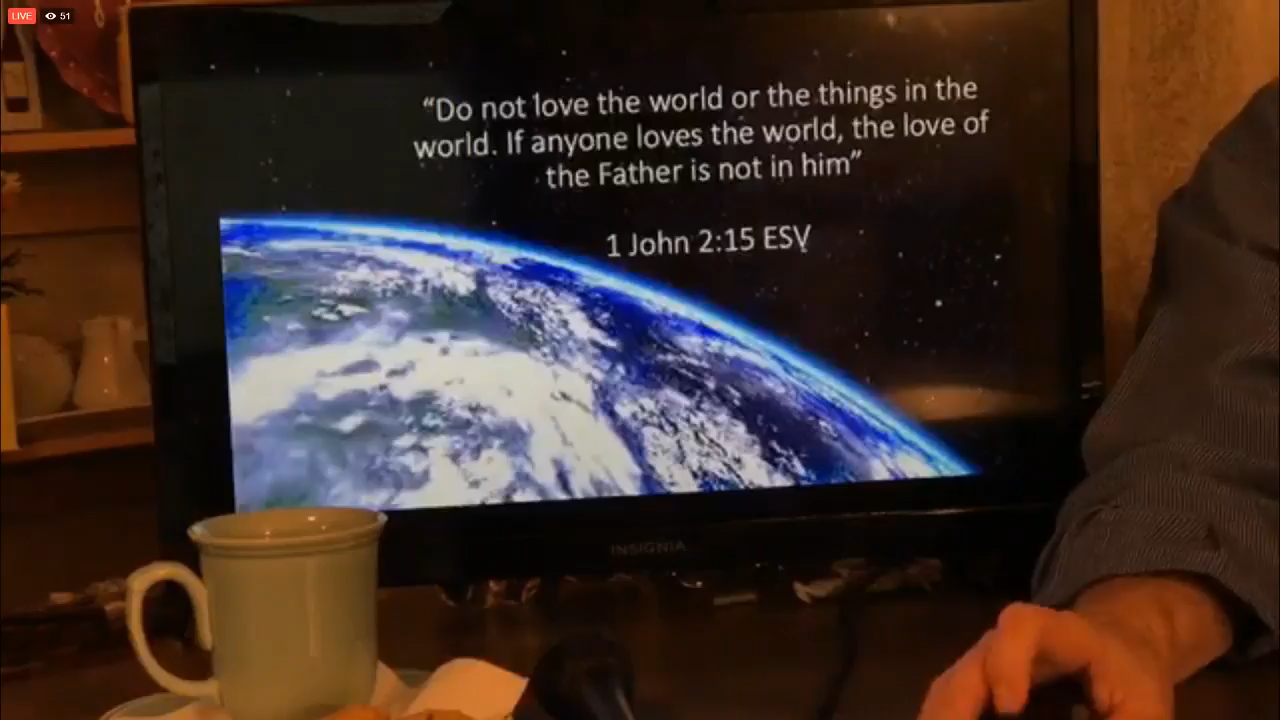 LIVE 51
“Do not love the world or the things in the
world. If anyone loves the world, the love of
the Father is not in him”
1 John 2:15 ESV
INSIGNIA